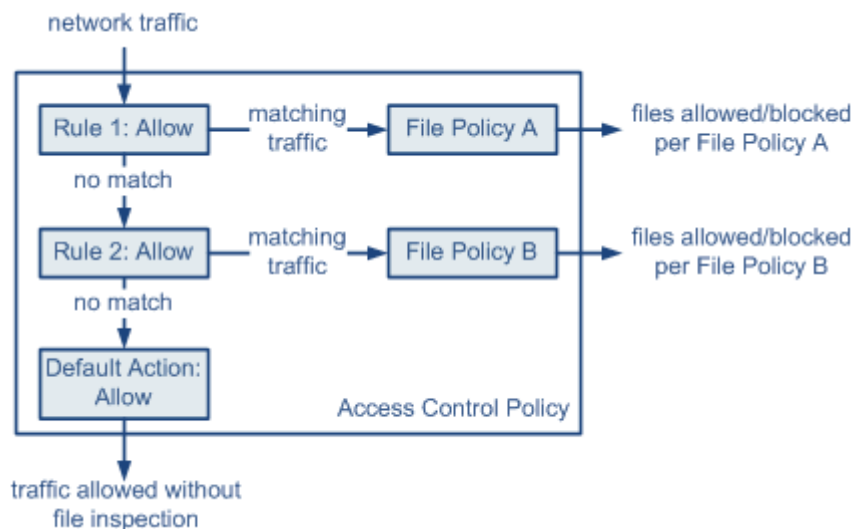 network traffic
Rule 1: Allow
matching
traffic
File Policy A
files allowed/blocked
per File Policy A
no match
Rule 2: Allow
matching
traffic
File Policy B
files allowed/blocked
per File Policy B
no match
Default Action:
Allow
Access Control Policy
traffic allowed without
file inspection